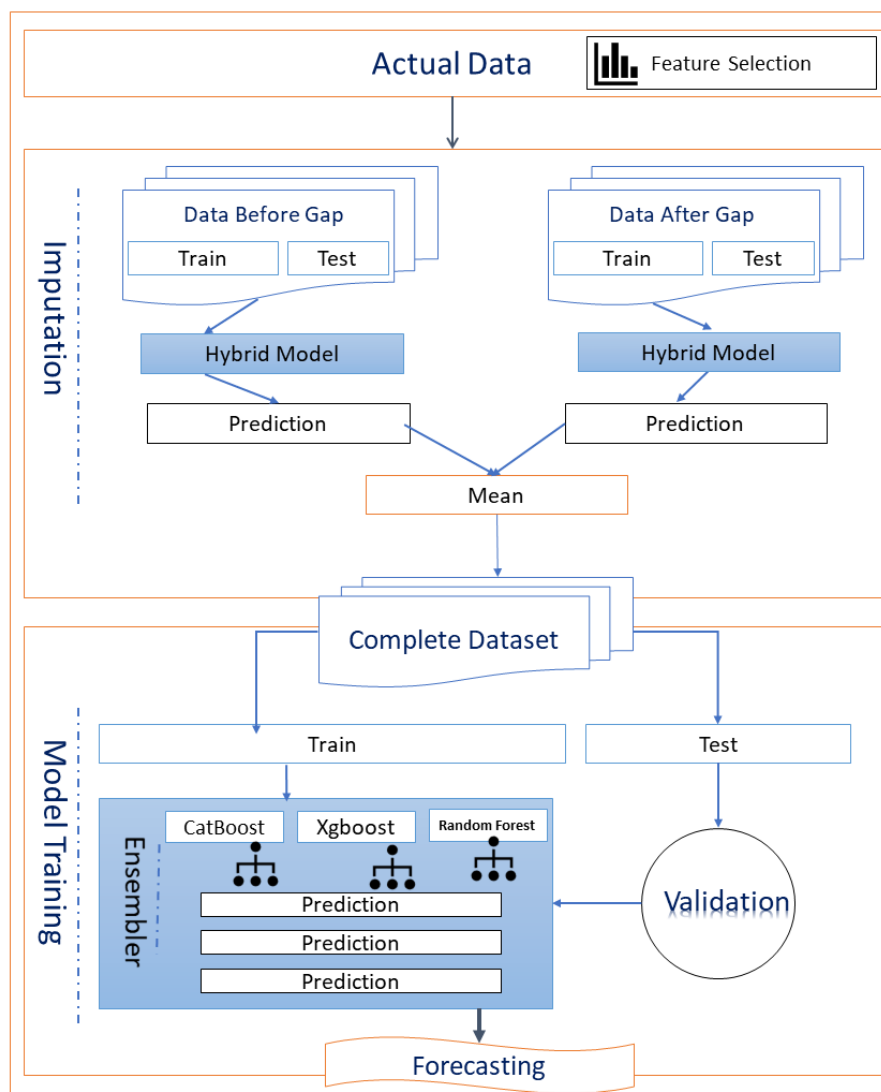 Actual Data
Feature Selection
Imputation
Data Before Gap
Train
Test
Data After Gap
Train
Test
Hybrid Model
Hybrid Model
Prediction
Prediction
Mean
Complete Dataset
Model Training
Train
Test
Ensembler
CatBoost
Xgboost
Random Forest
Prediction
Prediction
Prediction
Validation
Forecasting